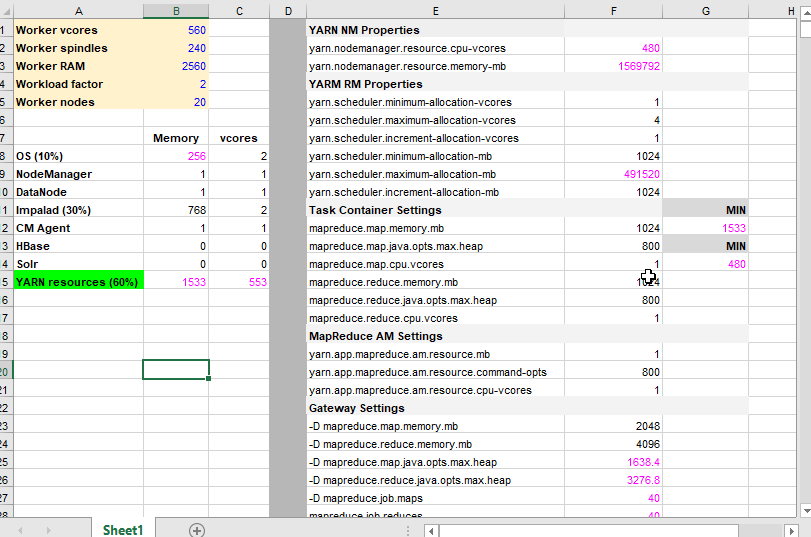 A B C D E F G H
1 Worker vcores 560 YARN NM Properties
2 Worker spindles 240 yarn.nodemanager.resource.cpu-vcores 480
3 Worker RAM 2560 yarn.nodemanager.resource.memory-mb 1569792
4 Workload factor 2 YARM RM Properties
5 Worker nodes 20 yarn.scheduler.minimum-allocation-vcores 1
6 yarn.scheduler.maximum-allocation-vcores 4
7 Memory vcores yarn.scheduler.increment-allocation-vcores 1
8 OS (10%) 256 2 yarn.scheduler.minimum-allocation-mb 1024
9 NodeManager 1 1 yarn.scheduler.maximum-allocation-mb 491520
10 DataNode 1 1 yarn.scheduler.increment-allocation-mb 1024
11 Impalad (30%) 768 2 Task Container Settings MIN
12 CM Agent 1 1 mapreduce.map.memory.mb 1024 1533
13 HBase 0 0 mapreduce.map.java.opts.max.heap 800 MIN
14 Solr 0 0 mapreduce.map.cpu.vcores 1 480
15 YARN resources (60%) 1533 553 mapreduce.reduce.memory.mb
16 mapreduce.reduce.java.opts.max.heap 800
17 mapreduce.reduce.cpu.vcores 1
18 MapReduce AM Settings
19 yarn.app.mapreduce.am.resource.mb 1
20 yarn.app.mapreduce.am.resource.command-opts 800
21 yarn.app.mapreduce.am.resource.cpu-vcores 1
22 Gateway Settings
23 -D mapreduce.map.memory.mb 2048
24 -D mapreduce.reduce.memory.mb 4096
25 -D mapreduce.map.java.opts.max.heap 1638.4
26 -D mapreduce.reduce.java.opts.max.heap 3276.8
27 -D mapreduce.job.maps 40
28 mapreduce.job.reduces 40
Sheet1